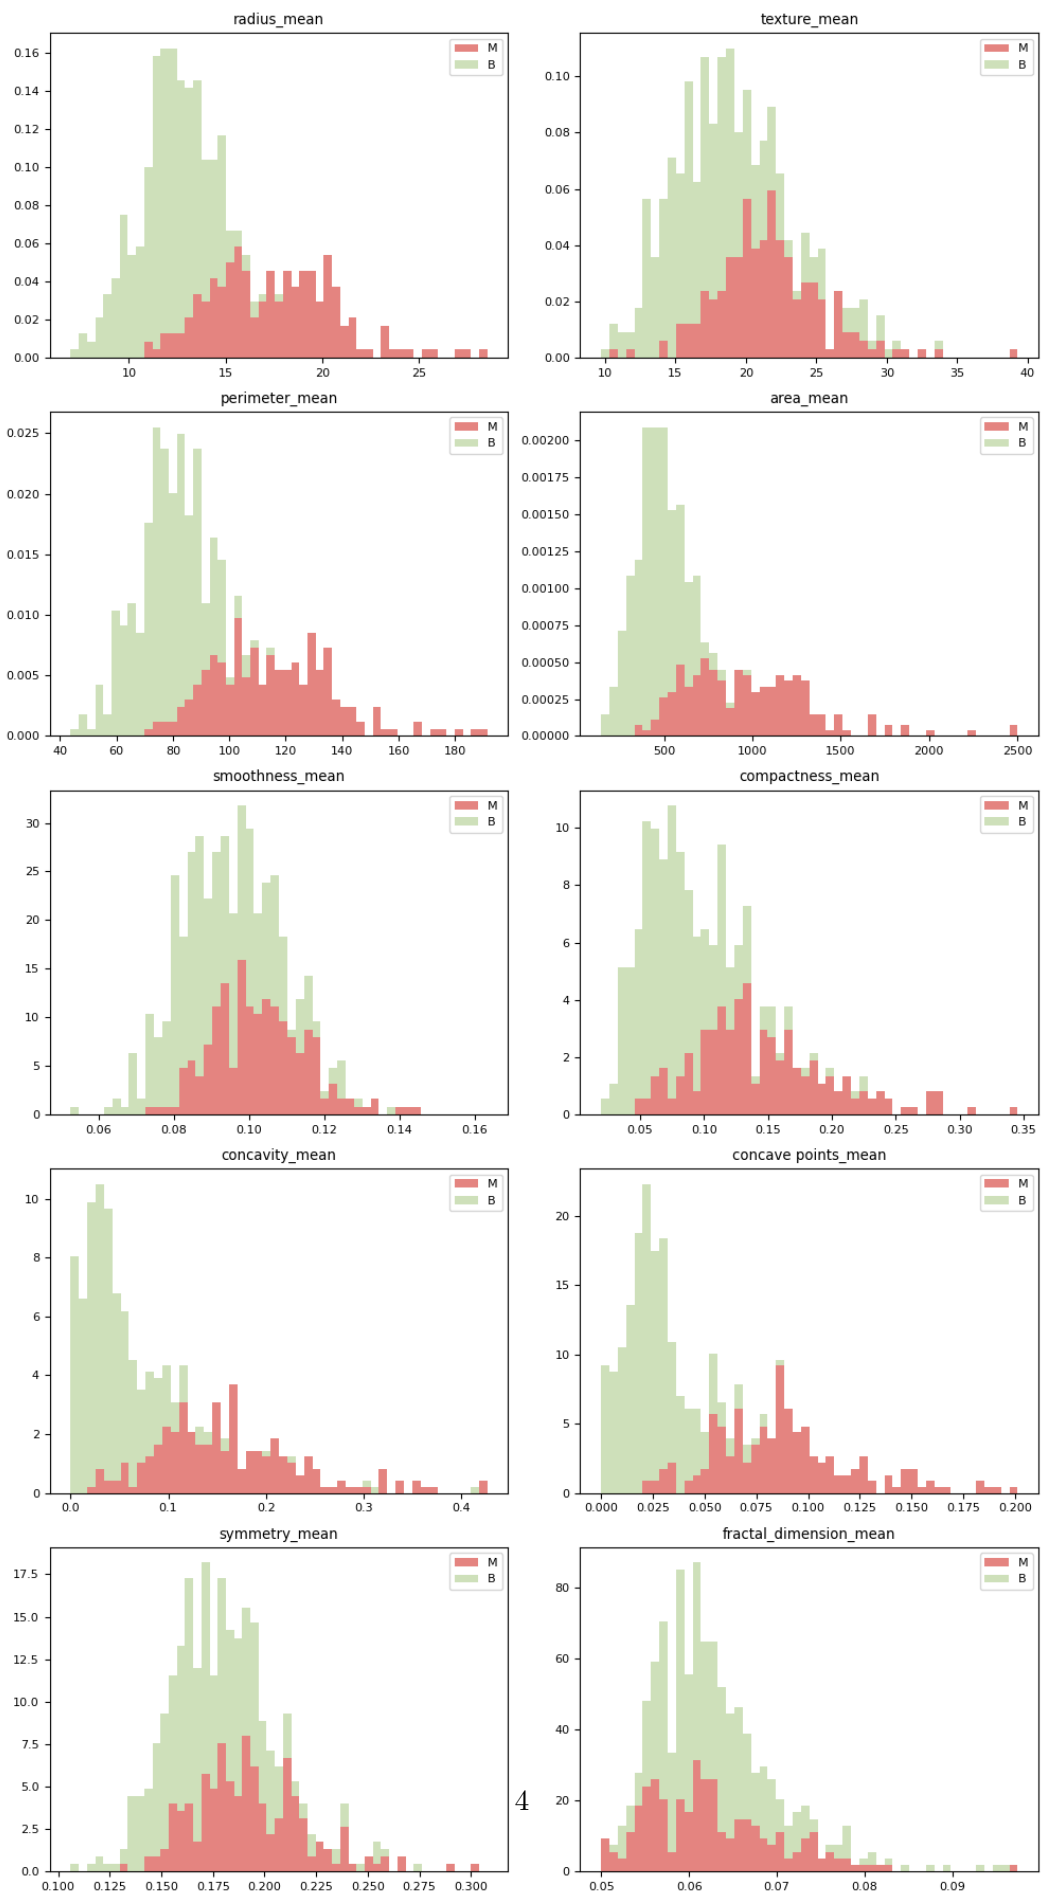 radius_mean
M
B
0.16
0.14
0.12
0.10
0.08
0.06
0.04
0.02
0.00
10 15 20 25
texture_mean
M
B
0.10
0.08
0.06
0.04
0.02
0.00
10 15 20 25 30 35 40
perimeter_mean
M
B
0.025
0.020
0.015
0.010
0.005
0.000
40 60 80 100 120 140 160 180
area_mean
M
B
0.00200
0.00175
0.00150
0.00125
0.00100
0.00075
0.00050
0.00025
0.00000
500 1000 1500 2000 2500
smoothness_mean
M
B
30
25
20
15
10
5
0
0.06 0.08 0.10 0.12 0.14 0.16
compactness_mean
M
B
10
8
6
4
2
0
0.05 0.10 0.15 0.20 0.25 0.30 0.35
concavity_mean
M
B
10
8
6
4
2
0
0.0 0.1 0.2 0.3 0.4
concave points_mean
M
B
20
15
10
5
0
0.000 0.025 0.050 0.075 0.100 0.125 0.150 0.175 0.200
symmetry_mean
M
B
17.5
15.0
12.5
10.0
7.5
5.0
2.5
0.0
0.100 0.125 0.150 0.175 0.200 0.225 0.250 0.275 0.300
fractal_dimension_mean
M
B
80
60
40
20
0
0.05 0.06 0.07 0.08 0.09
4